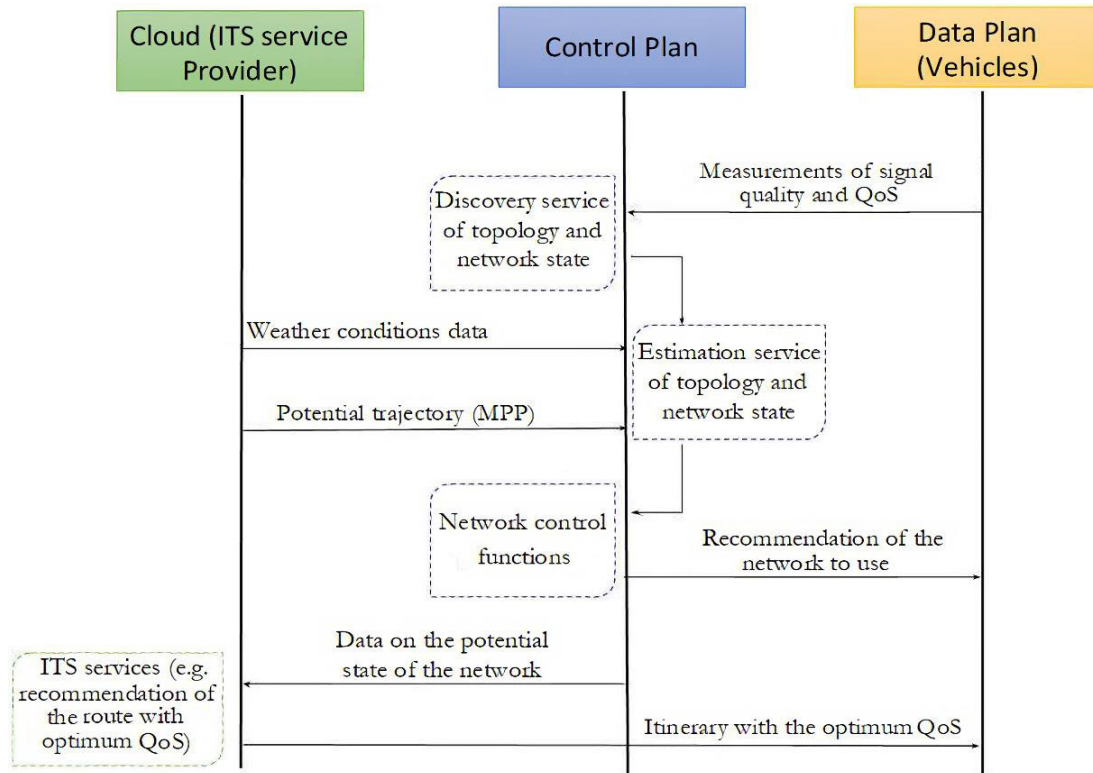 Cloud (ITS service
Provider)
Control Plan
Data Plan
(Vehicles)
Measurements of signal
quality and QoS
Discovery service
of topology and
network state
Weather conditions data
Estimation service
of topology and
network state
Potential trajectory (MPP)
Network control
functions
Recommendation of the
network to use
Data on the potential
state of the network
ITS services (e.g.
recommendation of
the route with
optimum QoS)
Itinerary with the optimum QoS